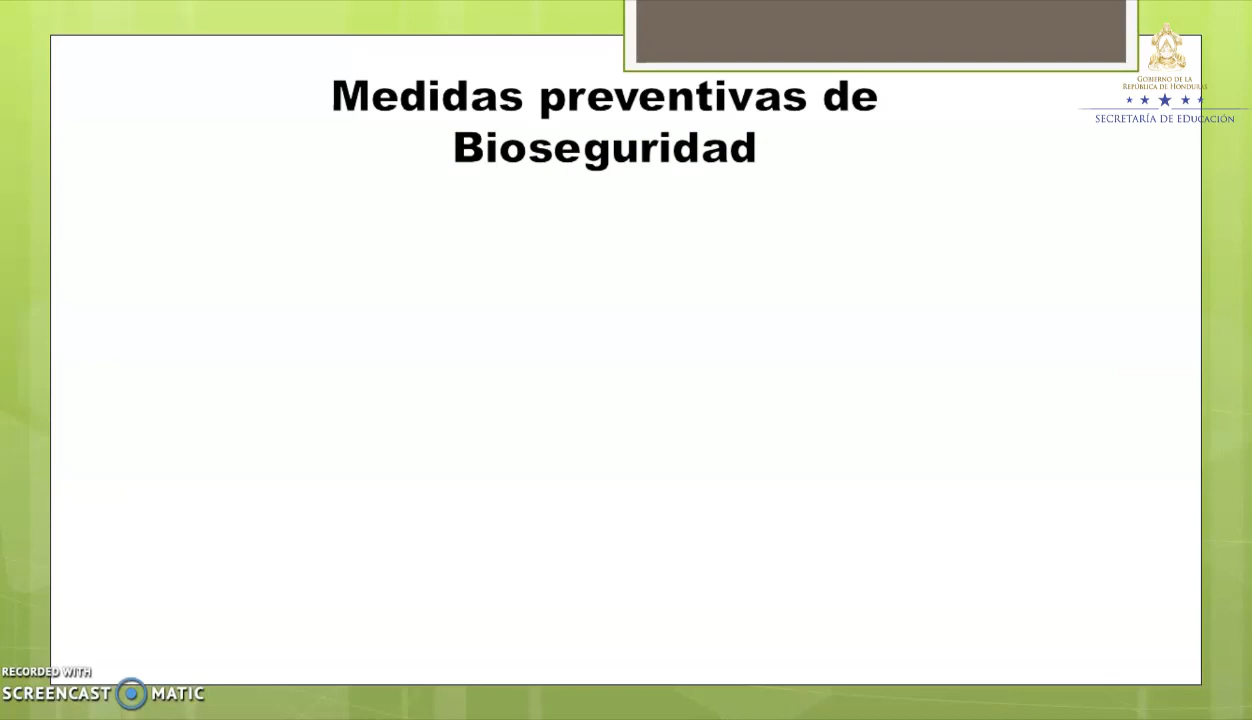 Medidas preventivas de
Bioseguridad
GOBIERNO DE LA
REPÚBLICA DE HONDURAS
SECRETARÍA DE EDUCACIÓN
RECORDED WITH
SCREENCAST MATIC